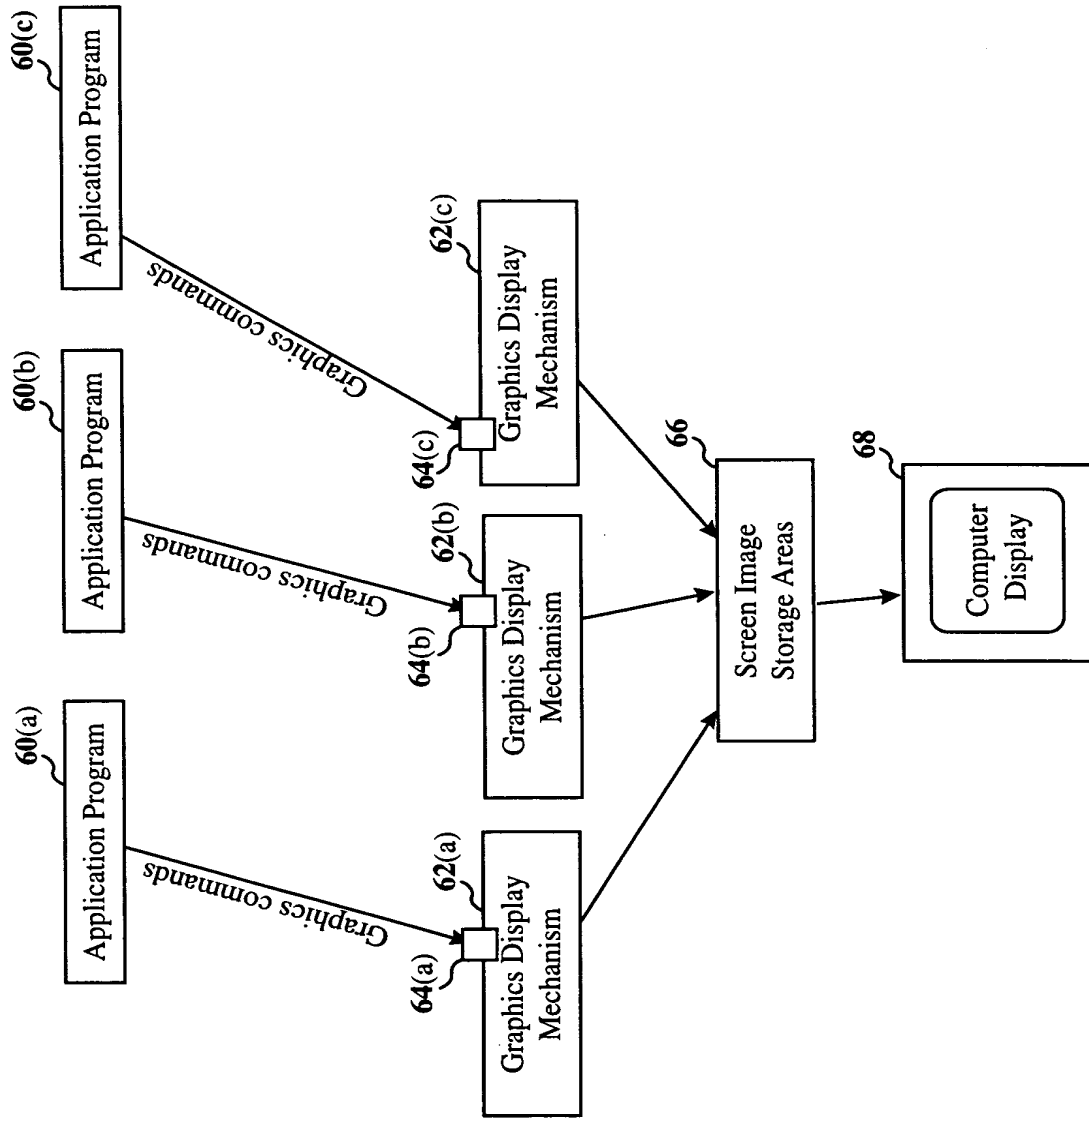 60(a)
Application Program
60(b)
Application Program
60(c)
Application Program
Graphics commands
Graphics commands
Graphics commands
64(a)
62(a)
Graphics Display
Mechanism
64(b)
62(b)
Graphics Display
Mechanism
64(c)
62(c)
Graphics Display
Mechanism
66
Screen Image
Storage Areas
68
Computer
Display